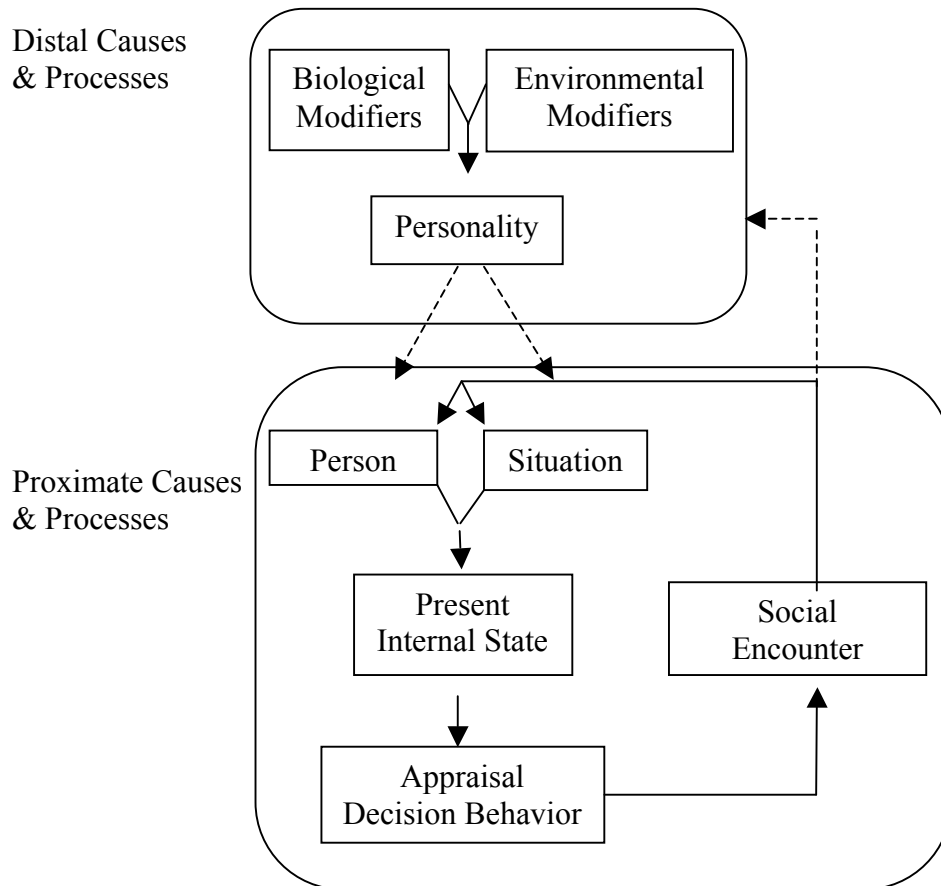 Distal Causes
& Processes
Biological
Modifiers
Environmental
Modifiers
Personality
Proximate Causes
& Processes
Person
Situation
Present
Internal State
Social
Encounter
Appraisal
Decision Behavior